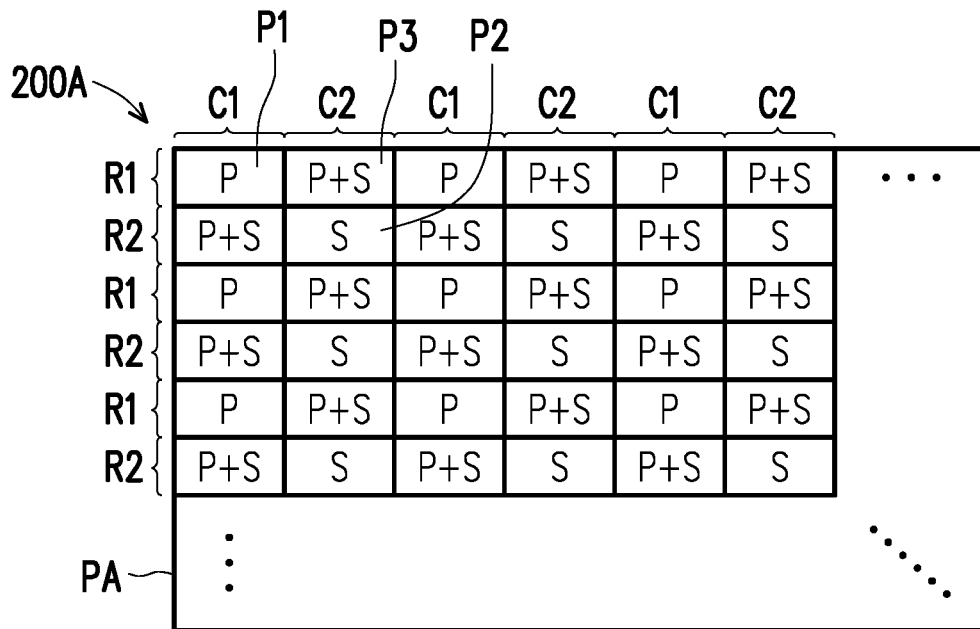 P1 P3 P2
200A
C1 C2 C1 C2 C1 C2
R1 P P+S P P+S P P+S
R2 P+S S P+S S P+S S
R1 P P+S P P+S P P+S
R2 P+S S P+S S P+S S
R1 P P+S P P+S P P+S
R2 P+S S P+S S P+S S
PA